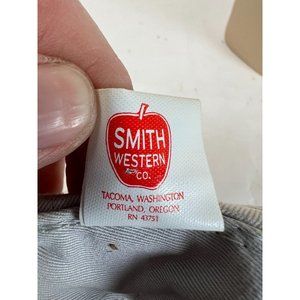 SMITH
WESTERN
CO.
TACOMA, WASHINGTON
PORTLAND, OREGON
RN 43751